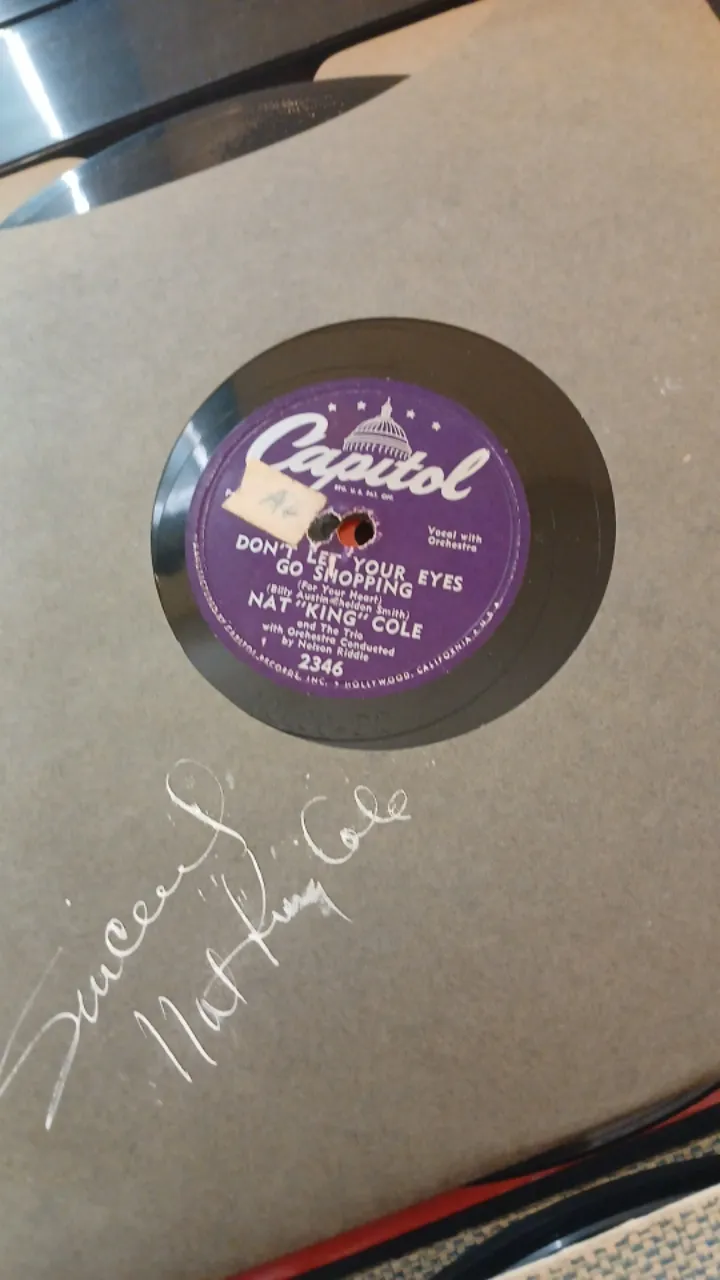 Capitol
REG. U.S. PAT. OFF.
A+
Vocal with
Orchestra
DON'T LET YOUR EYES
GO SHOPPING
(For Your Heart)
(Billy Austin-Sheldon Smith)
NAT "KING" COLE
and The Trio
with Orchestra Conducted
by Nelson Riddle
2346
CAPITOL RECORDS, INC. • HOLLYWOOD, CALIFORNIA, U.S.A.
Sincerely
Nat King Cole